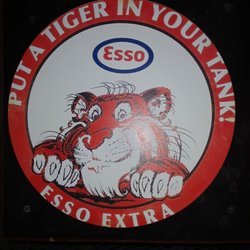 PUT A TIGER IN YOUR TANK!
Esso
ESSO EXTRA